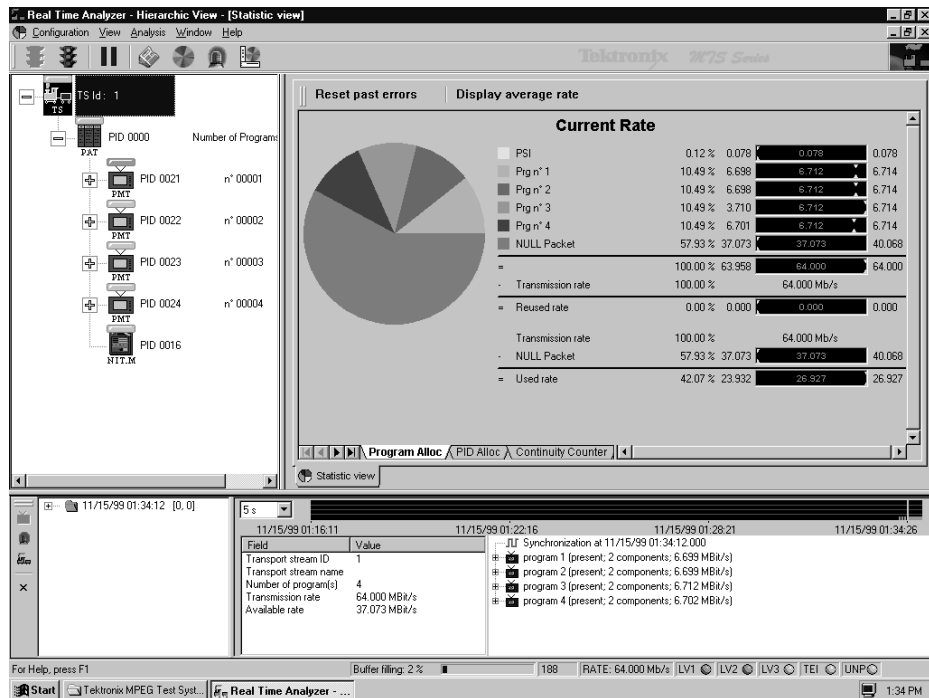 Real Time Analyzer - Hierarchic View - [Statistic view]
Configuration View Analysis Window Help
Tektronix MTS Series
TS Id: 1
TS
PID 0000 Number of Programs
PAT
PID 0021 n° 00001
PMT
PID 0022 n° 00002
PMT
PID 0023 n° 00003
PMT
PID 0024 n° 00004
PMT
PID 0016
NIT.M
Reset past errors Display average rate
Current Rate
PSI 0.12 % 0.078 0.078 0.078
Prg n° 1 10.49 % 6.698 6.712 6.714
Prg n° 2 10.49 % 6.698 6.712 6.714
Prg n° 3 10.49 % 3.710 6.712 6.714
Prg n° 4 10.49 % 6.701 6.712 6.714
NULL Packet 57.93 % 37.073 37.073 40.068
= 100.00 % 63.958 64.000 64.000
- Transmission rate 100.00 % 64.000 Mb/s
= Reused rate 0.00 % 0.000 0.000 0.000
Transmission rate 100.00 % 64.000 Mb/s
- NULL Packet 57.93 % 37.073 37.073 40.068
= Used rate 42.07 % 23.932 26.927 26.927
Program Alloc PID Alloc Continuity Counter
Statistic view
11/15/99 01:34:12 [0, 0]
5 s
11/15/99 01:16:11 11/15/99 01:22:16 11/15/99 01:28:21 11/15/99 01:34:26
Field Value
Transport stream ID 1
Transport stream name
Number of program(s) 4
Transmission rate 64.000 MBit/s
Available rate 37.073 MBit/s
Synchronization at 11/15/99 01:34:12.000
program 1 (present; 2 components; 6.699 MBit/s)
program 2 (present; 2 components; 6.699 MBit/s)
program 3 (present; 2 components; 6.712 MBit/s)
program 4 (present; 2 components; 6.702 MBit/s)
For Help, press F1 Buffer filling: 2 % 188 RATE: 64.000 Mb/s LV1 LV2 LV3 TEI UNP
Start Tektronix MPEG Test Syst... Real Time Analyzer - ... 1:34 PM